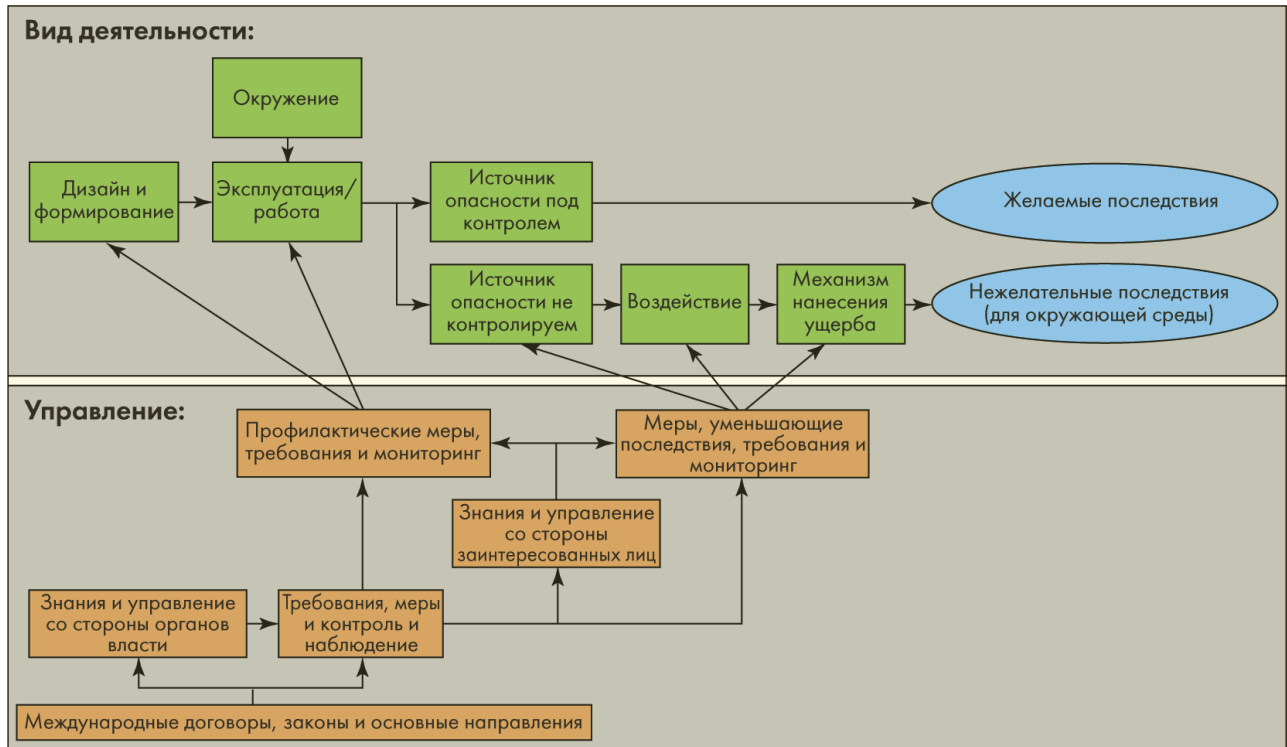 Вид деятельности:
Окружение
Дизайн и
формирование
Эксплуатация/
работа
Источник
опасности под
контролем
Желаемые последствия
Источник
опасности не
контролируем
Воздействие
Механизм
нанесения
ущерба
Нежелательные последствия
(для окружающей среды)
Управление:
Профилактические меры,
требования и мониторинг
Меры, уменьшающие
последствия, требования и
мониторинг
Знания и управление
со стороны
заинтересованных лиц
Знания и управление
со стороны органов
власти
Требования, меры
и контроль и
наблюдение
Международные договоры, законы и основные направления